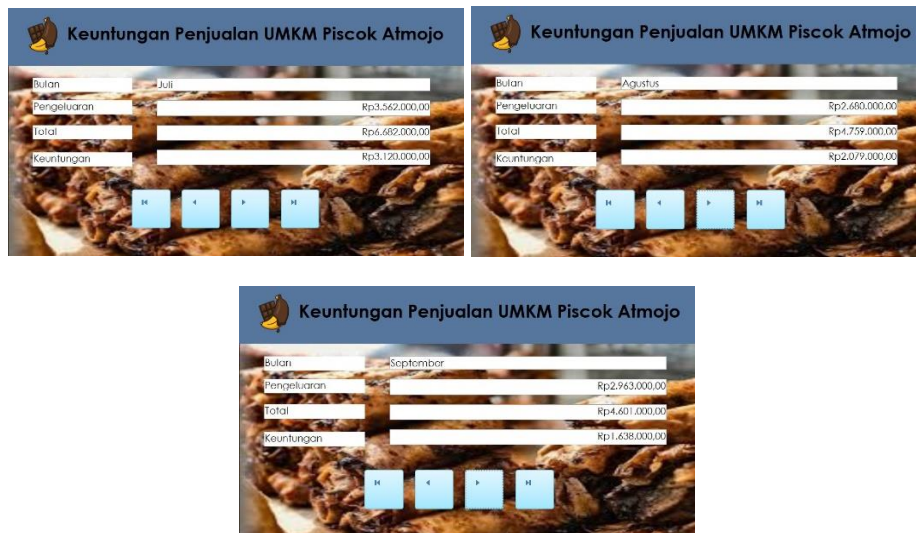 Keuntungan Penjualan UMKM Piscok Atmojo
Bulan Juli
Pengeluaran Rp3.562.000,00
Total Rp6.682.000,00
Keuntungan Rp3.120.000,00
Keuntungan Penjualan UMKM Piscok Atmojo
Bulan Agustus
Pengeluaran Rp2.680.000,00
Total Rp4.759.000,00
Keuntungan Rp2.079.000,00
Keuntungan Penjualan UMKM Piscok Atmojo
Bulan September
Pengeluaran Rp2.963.000,00
Total Rp4.601.000,00
Keuntungan Rp1.638.000,00